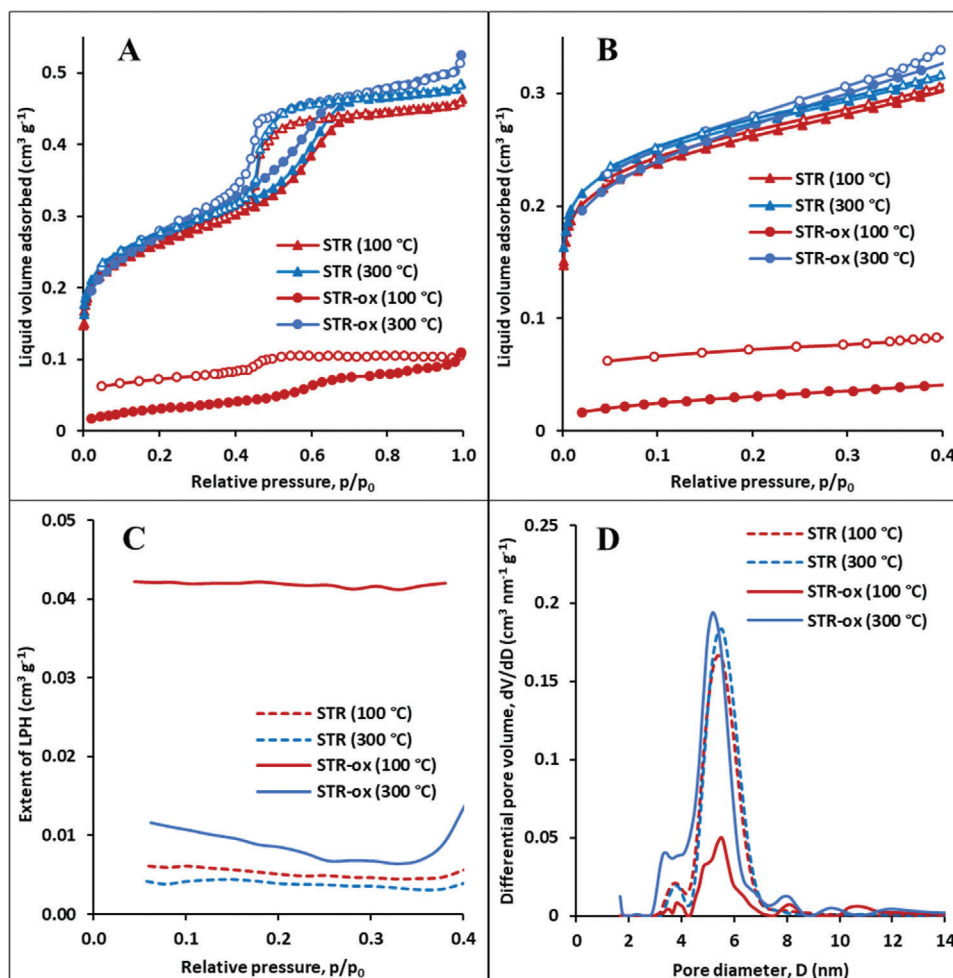 A
Liquid volume adsorbed (cm³ g⁻¹)
0.5
0.4
0.3
0.2
0.1
0
STR (100 °C)
STR (300 °C)
STR-ox (100 °C)
STR-ox (300 °C)
0.0 0.2 0.4 0.6 0.8 1.0
Relative pressure, p/p₀
B
Liquid volume adsorbed (cm³ g⁻¹)
0.3
0.2
0.1
0
STR (100 °C)
STR (300 °C)
STR-ox (100 °C)
STR-ox (300 °C)
0.0 0.1 0.2 0.3 0.4
Relative pressure, p/p₀
C
Extent of LPH (cm³ g⁻¹)
0.05
0.04
0.03
0.02
0.01
0.00
STR (100 °C)
STR (300 °C)
STR-ox (100 °C)
STR-ox (300 °C)
0.0 0.1 0.2 0.3 0.4
Relative pressure, p/p₀
D
Differential pore volume, dV/dD (cm³ nm⁻¹ g⁻¹)
0.25
0.2
0.15
0.1
0.05
0
STR (100 °C)
STR (300 °C)
STR-ox (100 °C)
STR-ox (300 °C)
2 4 6 8 10 12 14
Pore diameter, D (nm)